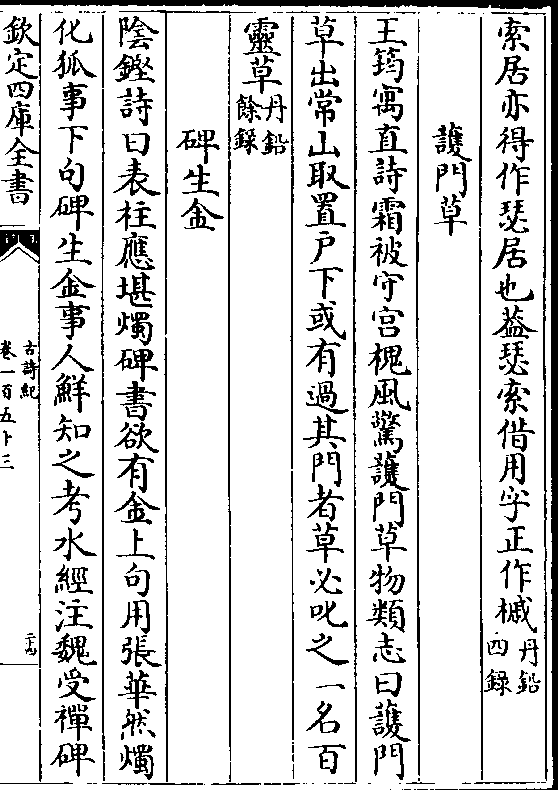 索居亦得作瑟居也葢瑟索借用字正作槭丹鉛
四錄
護門草
王筠寓直詩霜被守宫槐風驚護門草物類志曰護門
草出常山取置戶下或有過其門者草必叱之一名百
靈草丹鉛
餘録
碑生金
陰鏗詩曰表柱應堪燭碑書欲有金上句用張華然燭
化狐事下句碑生金事人鮮知之考水經注魏受禪碑
欽定四庫全書
古詩紀
卷一百五十三
二十四